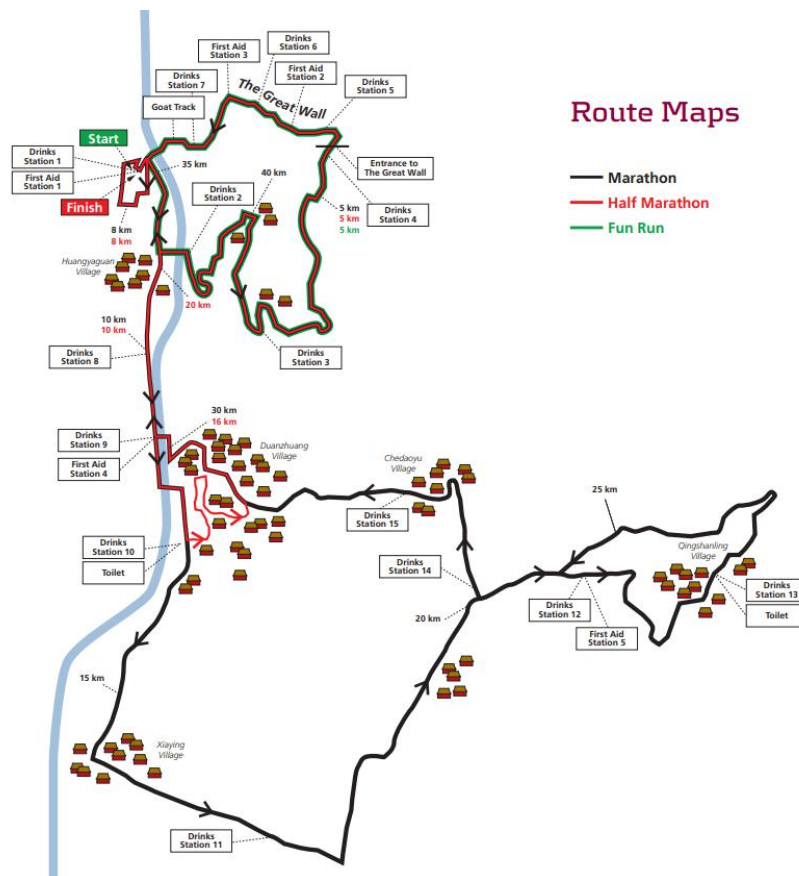 Route Maps
Marathon
Half Marathon
Fun Run
First Aid
Station 3
Drinks
Station 6
First Aid
Station 2
Drinks
Station 7
Drinks
Station 5
The Great Wall
Goat Track
Start
Drinks
Station 1
First Aid
Station 1
Finish
35 km
40 km
Entrance to
The Great Wall
Drinks
Station 2
5 km
5 km
5 km
Drinks
Station 4
8 km
8 km
Huangyaguan
Village
20 km
10 km
10 km
Drinks
Station 8
Drinks
Station 3
30 km
16 km
Drinks
Station 9
First Aid
Station 4
Duanzhuang
Village
Chedaoyu
Village
Drinks
Station 15
25 km
Drinks
Station 10
Toilet
Drinks
Station 14
Qingshanling
Village
Drinks
Station 13
Toilet
20 km
Drinks
Station 12
First Aid
Station 5
15 km
Xiaying
Village
Drinks
Station 11